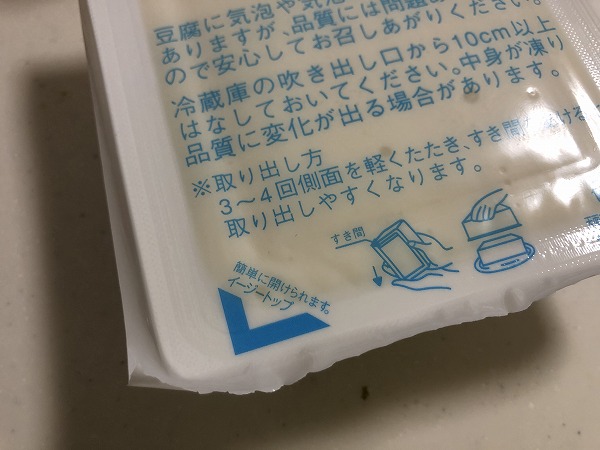 豆腐に気泡や気泡
ありますが、品質には問題
ので安心してお召しあがりください。
冷蔵庫の吹き出し口から10cm以上
はなしておいてください。中身が凍り
品質に変化が出る場合があります。
※取り出し方
3〜4回側面を軽くたたき、すき間
取り出しやすくなります。
すき間
簡単に開けられます。
イージートップ